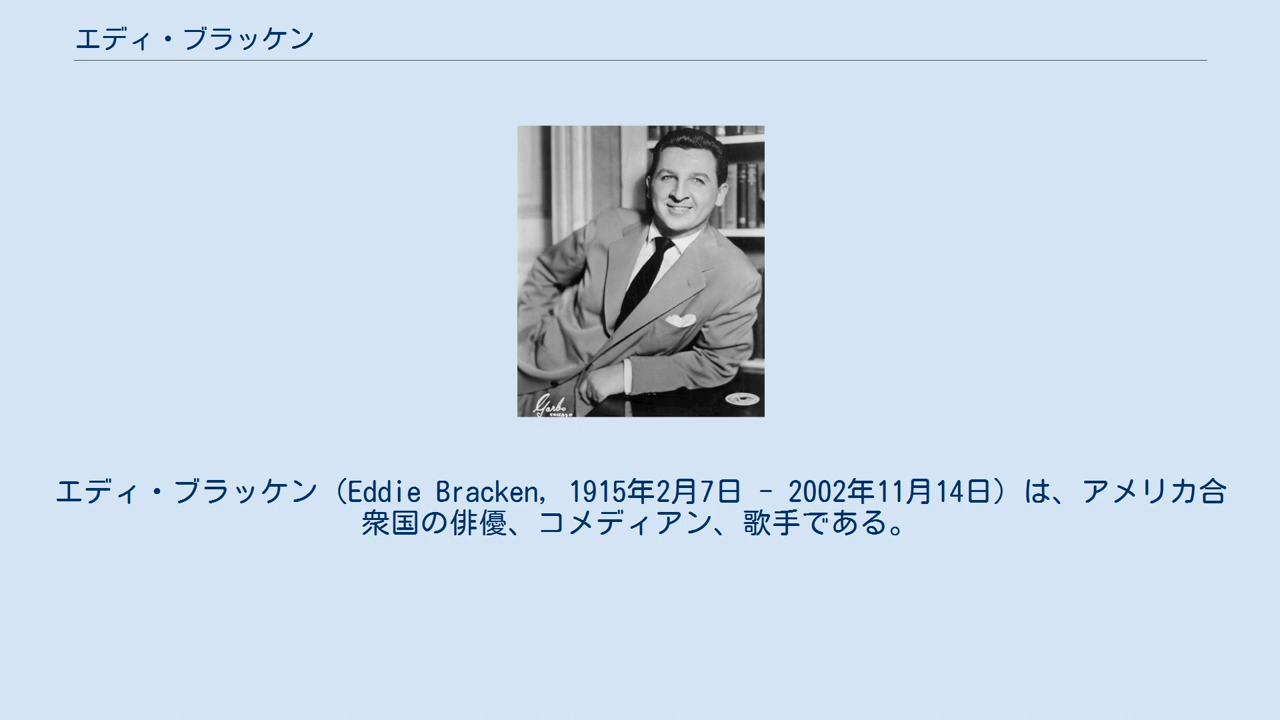 エディ・ブラッケン
Garbo
CHICAGO
エディ・ブラッケン（Eddie Bracken, 1915年2月7日 - 2002年11月14日）は、アメリカ合
衆国の俳優、コメディアン、歌手である。